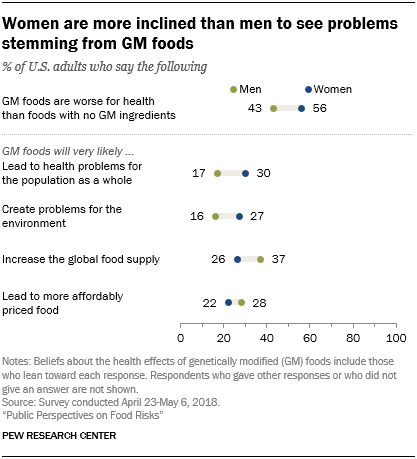 Women are more inclined than men to see problems
stemming from GM foods
% of U.S. adults who say the following
Men Women
GM foods are worse for health
than foods with no GM ingredients
43 56
GM foods will very likely ...
Lead to health problems for
the population as a whole
17 30
Create problems for the
environment
16 27
Increase the global food supply
26 37
Lead to more affordably
priced food
22 28
0 20 40 60 80 100
Notes: Beliefs about the health effects of genetically modified (GM) foods include those
who lean toward each response. Respondents who gave other responses or who did not
give an answer are not shown.
Source: Survey conducted April 23-May 6, 2018.
“Public Perspectives on Food Risks”
PEW RESEARCH CENTER